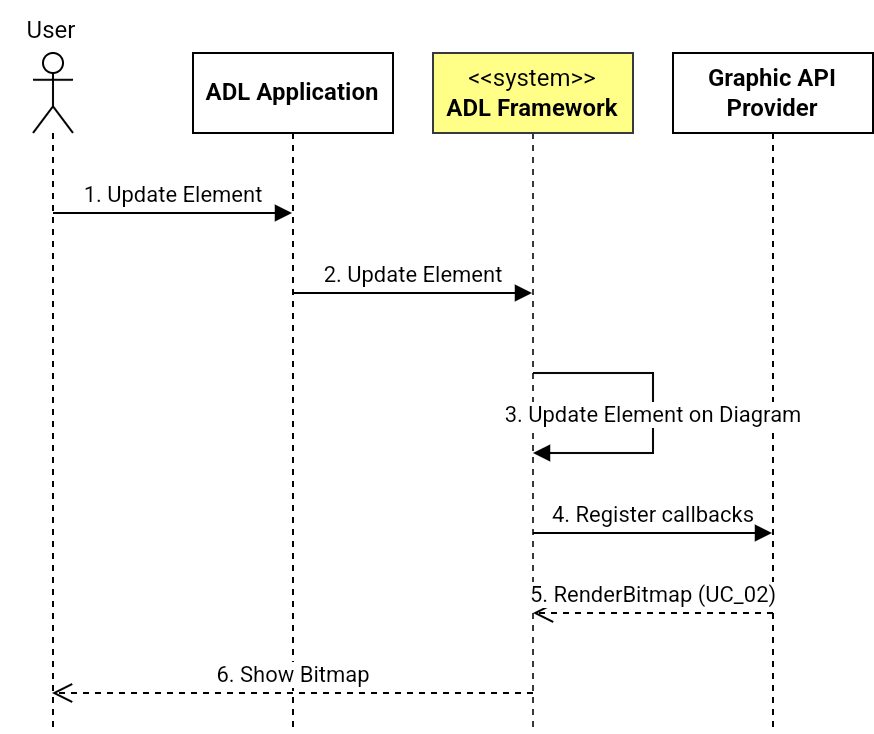 User
ADL Application
<<system>>
ADL Framework
Graphic API
Provider
1. Update Element
2. Update Element
3. Update Element on Diagram
4. Register callbacks
5. RenderBitmap (UC_02)
6. Show Bitmap